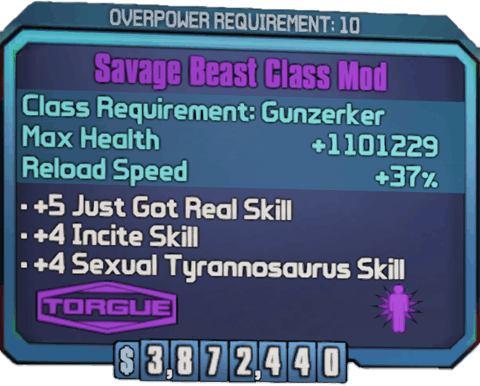 OVERPOWER REQUIREMENT: 10
Savage Beast Class Mod
Class Requirement: Gunzerker
Max Health +1101229
Reload Speed +37%
• +5 Just Got Real Skill
• +4 Incite Skill
• +4 Sexual Tyrannosaurus Skill
TORGUE
$ 3,872,440